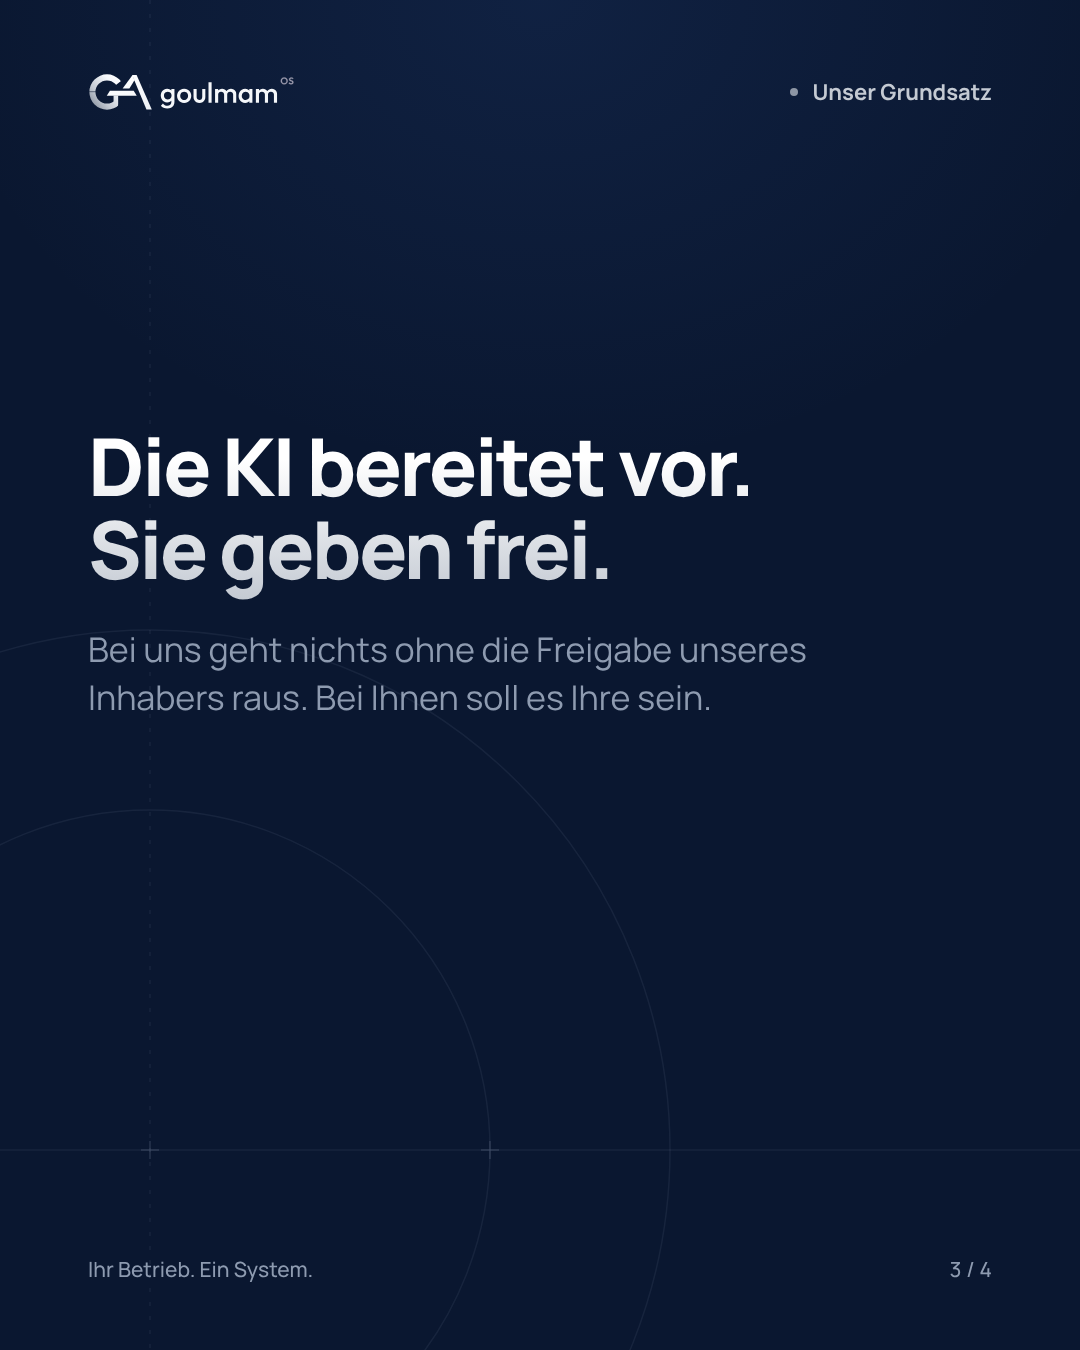 GA goulmam OS
Unser Grundsatz
Die KI bereitet vor.
Sie geben frei.
Bei uns geht nichts ohne die Freigabe unseres
Inhabers raus. Bei Ihnen soll es Ihre sein.
Ihr Betrieb. Ein System.
3 / 4